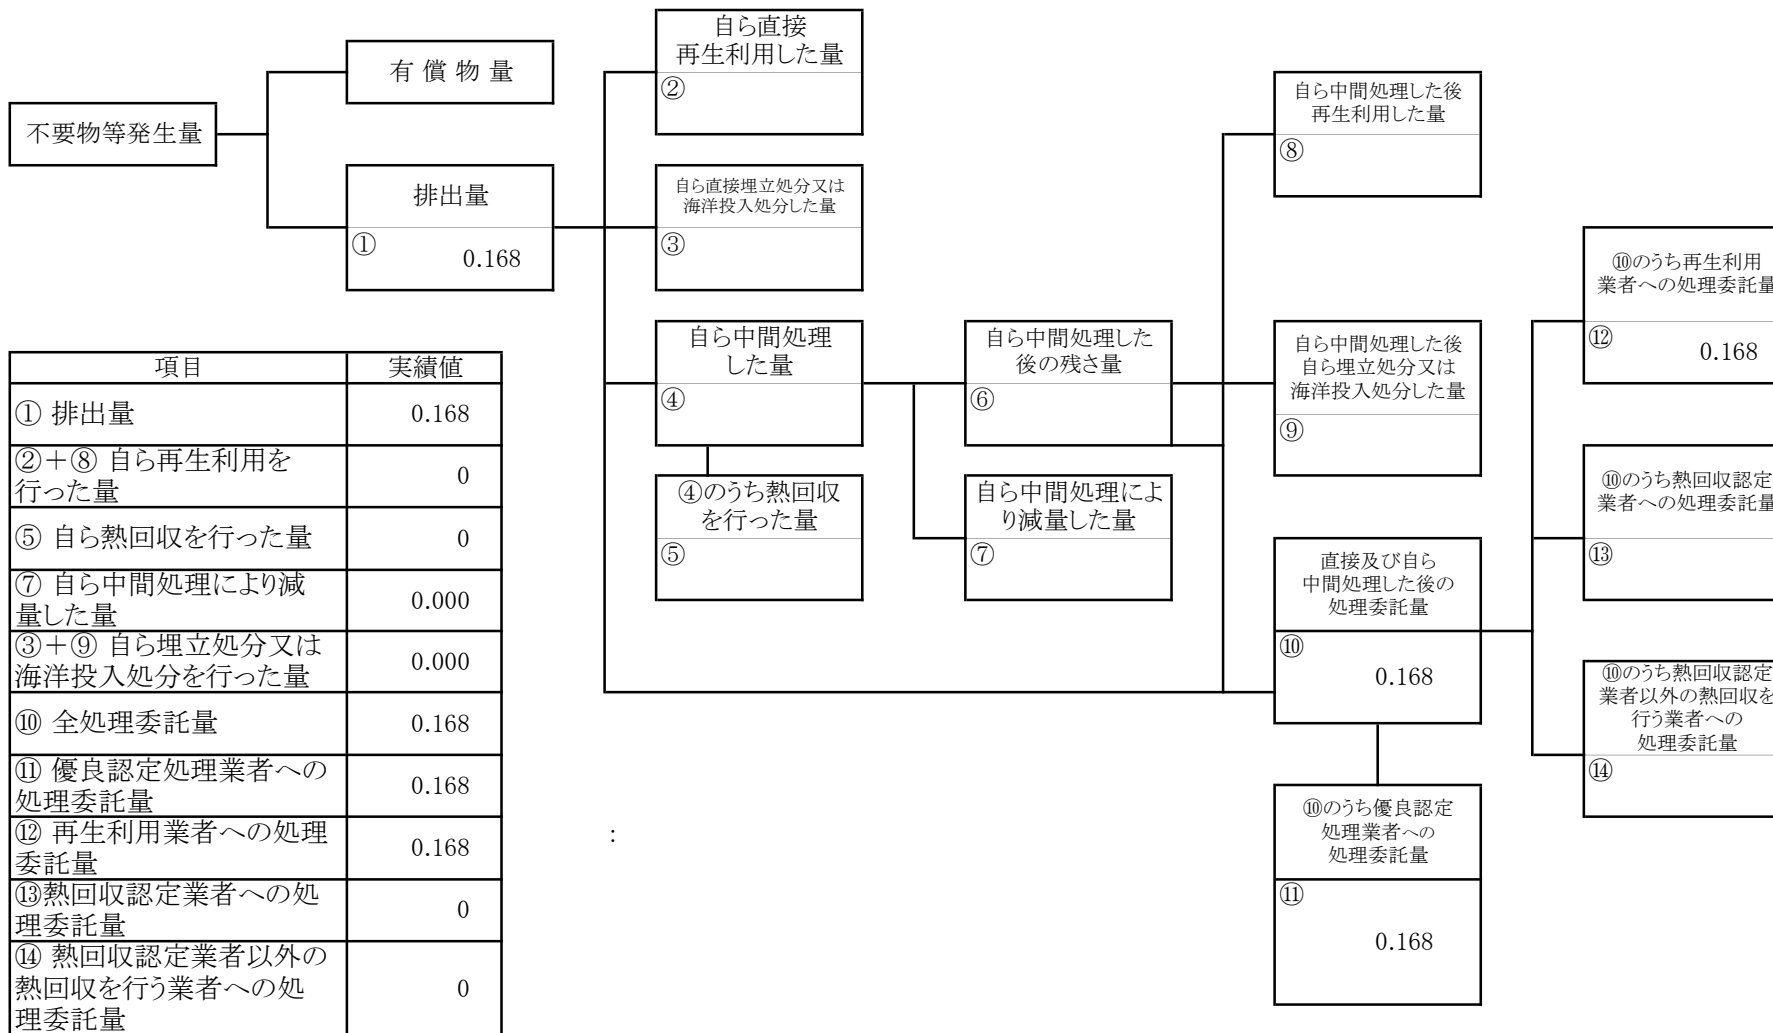 不要物等発生量
有償物量
排出量
①
0.168
自ら直接
再生利用した量
②
自ら直接埋立処分又は
海洋投入処分した量
③
自ら中間処理
した量
④
④のうち熱回収
を行った量
⑤
自ら中間処理した
後の残さ量
⑥
自ら中間処理によ
り減量した量
⑦
自ら中間処理した後
再生利用した量
⑧
自ら中間処理した後
自ら埋立処分又は
海洋投入処分した量
⑨
直接及び自ら
中間処理した後の
処理委託量
⑩
0.168
⑩のうち優良認定
処理業者への
処理委託量
⑪
0.168
⑩のうち再生利用
業者への処理委託量
⑫
0.168
⑩のうち熱回収認定
業者への処理委託量
⑬
⑩のうち熱回収認定
業者以外の熱回収を
行う業者への
処理委託量
⑭
項目 実績値
① 排出量 0.168
②+⑧ 自ら再生利用を
行った量 0
⑤ 自ら熱回収を行った量 0
⑦ 自ら中間処理により減
量した量 0.000
③+⑨ 自ら埋立処分又は
海洋投入処分を行った量 0.000
⑩ 全処理委託量 0.168
⑪ 優良認定処理業者への
処理委託量 0.168
⑫ 再生利用業者への処理
委託量 0.168
⑬熱回収認定業者への処
理委託量 0
⑭ 熱回収認定業者以外の
熱回収を行う業者への処
理委託量 0
: